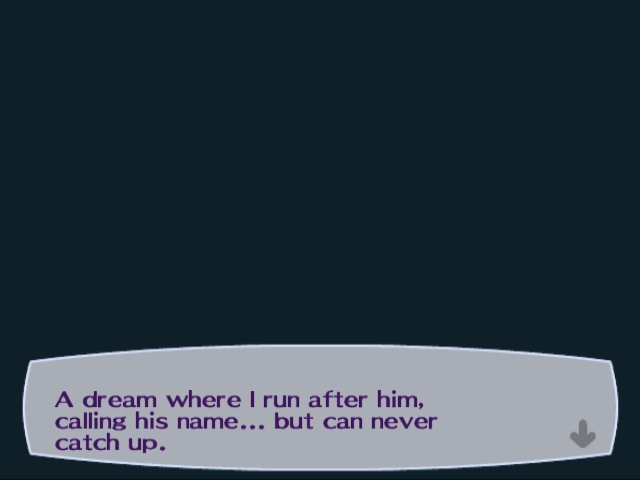 A dream where I run after him,
calling his name... but can never
catch up.